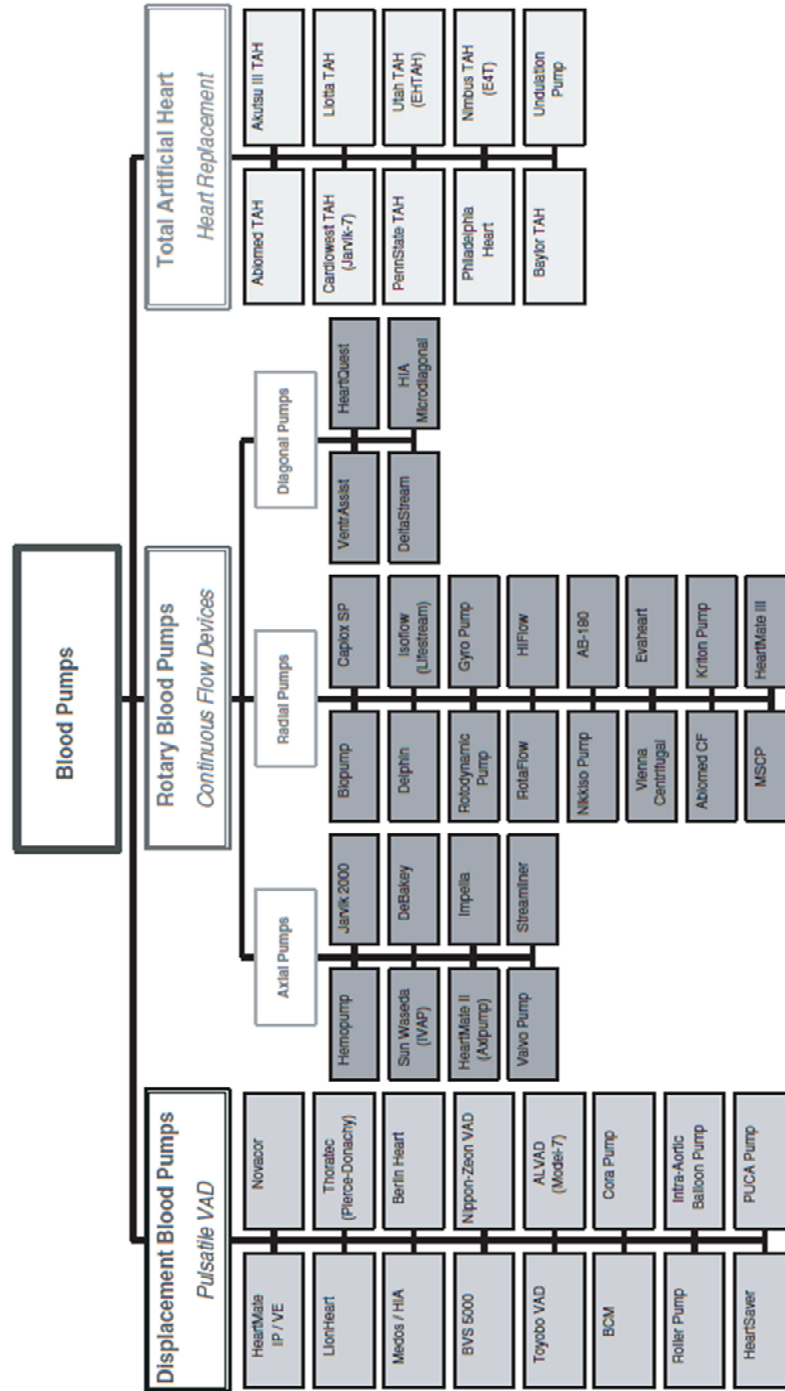 Blood Pumps
Displacement Blood Pumps
Pulsatile VAD
HeartMate
IP / VE
Novacor
LionHeart
Thoratec
(Pierce-Donachy)
Medos / HIA
Berlin Heart
BVS 5000
Nippon-Zeon VAD
Toyobo VAD
ALVAD
(Model-7)
BCM
Cora Pump
Roller Pump
Intra-Aortic
Balloon Pump
HeartSaver
PUCA Pump
Rotary Blood Pumps
Continuous Flow Devices
Axial Pumps
Hemopump
Jarvik 2000
Sun Waseda
(IVAP)
DeBakey
HeartMate II
(Axipump)
Impella
Valvo Pump
Streamliner
Radial Pumps
Biopump
Capiox SP
Delphin
Isoflow
(Lifestream)
Rotodynamic
Pump
Gyro Pump
RotaFlow
HiFlow
Nikkiso Pump
AB-180
Vienna
Centrifugal
Evaheart
Abiomed CF
Kriton Pump
MSCP
HeartMate III
Diagonal Pumps
VentrAssist
HeartQuest
DeltaStream
HIA
Microdiagonal
Total Artificial Heart
Heart Replacement
Abiomed TAH
Akutsu III TAH
Cardiowest TAH
(Jarvik-7)
Liotta TAH
PennState TAH
Utah TAH
(EHTAH)
Philadelphia
Heart
Nimbus TAH
(E4T)
Baylor TAH
Undulation
Pump